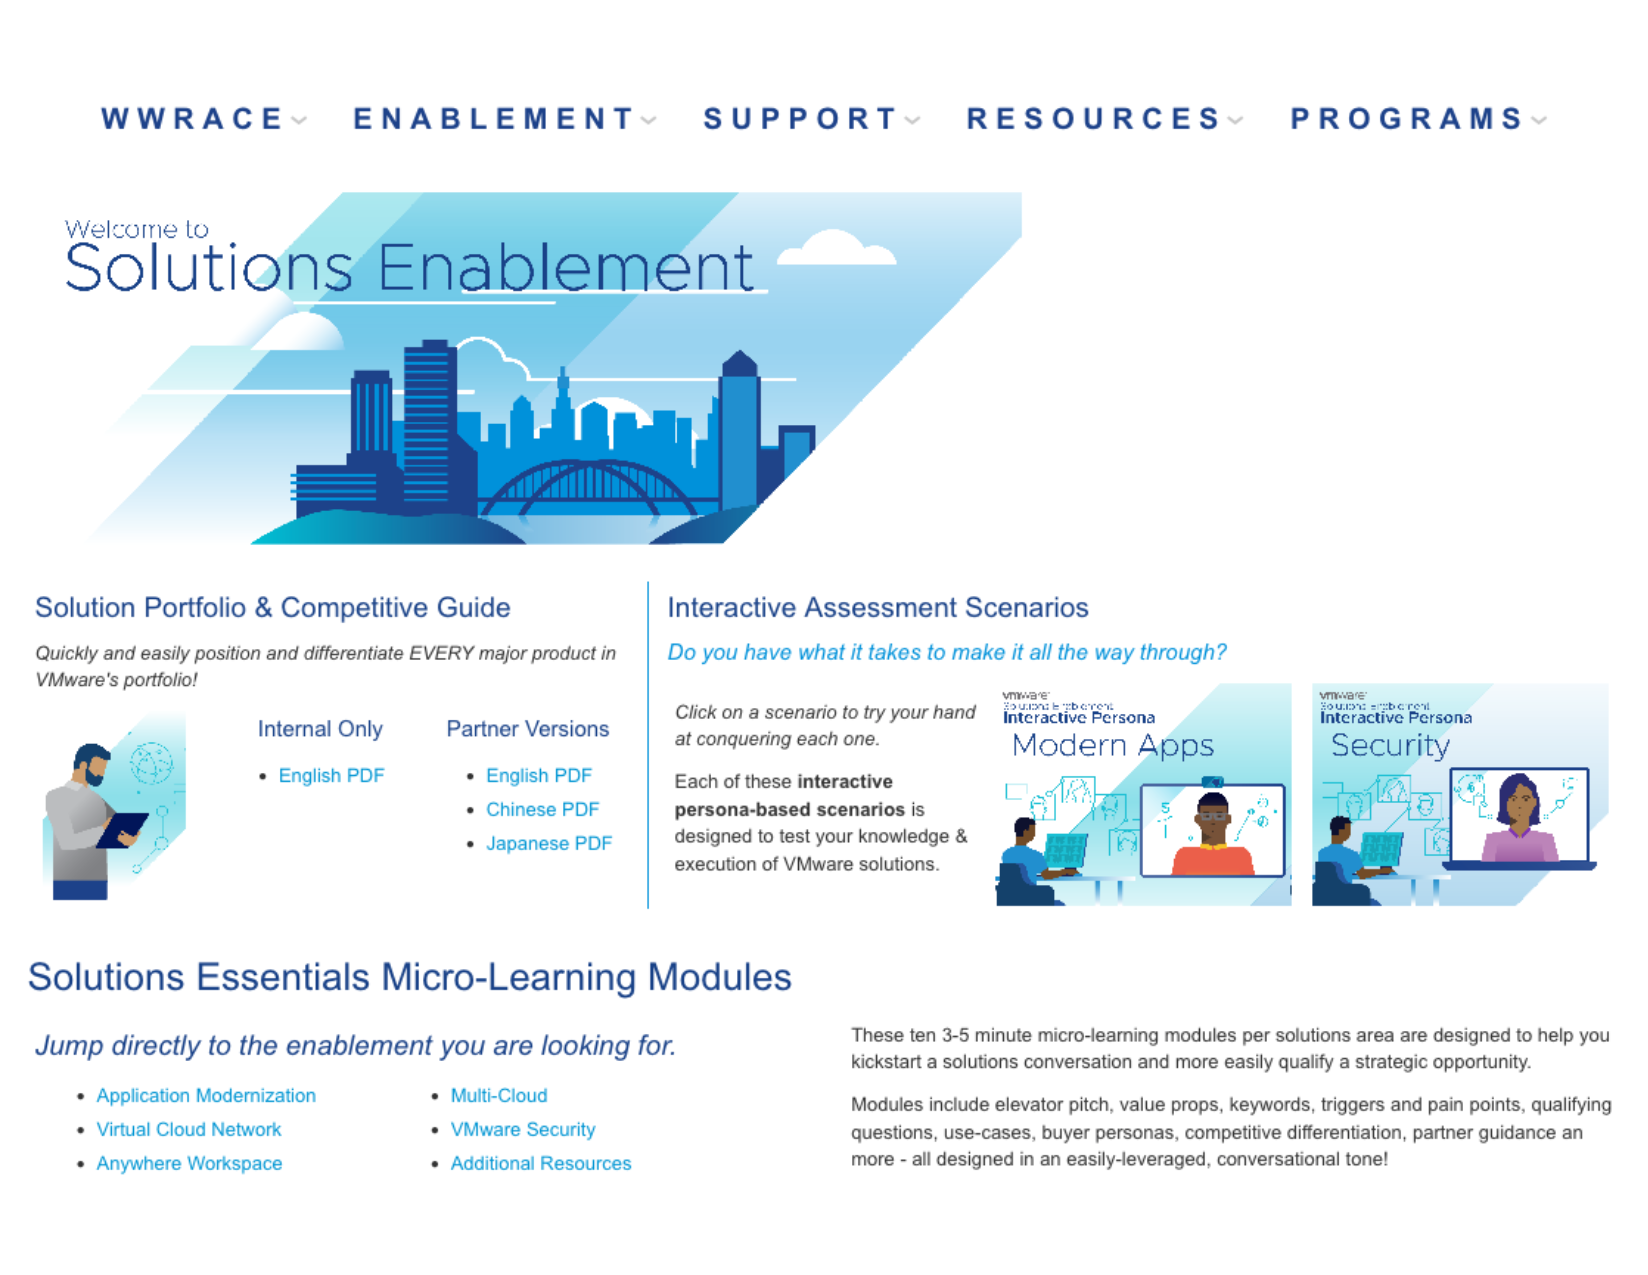 WWRACE ENABLEMENT SUPPORT RESOURCES PROGRAMS
Welcome to
Solutions Enablement
Solution Portfolio & Competitive Guide
Quickly and easily position and differentiate EVERY major product in
VMware's portfolio!
Internal Only
• English PDF
Partner Versions
• English PDF
• Chinese PDF
• Japanese PDF
Interactive Assessment Scenarios
Do you have what it takes to make it all the way through?
Click on a scenario to try your hand
at conquering each one.
Each of these interactive
persona-based scenarios is
designed to test your knowledge &
execution of VMware solutions.
vmware
Solutions Enablement
Interactive Persona
Modern Apps
vmware
Solutions Enablement
Interactive Persona
Security
Solutions Essentials Micro-Learning Modules
Jump directly to the enablement you are looking for.
• Application Modernization
• Virtual Cloud Network
• Anywhere Workspace
• Multi-Cloud
• VMware Security
• Additional Resources
These ten 3-5 minute micro-learning modules per solutions area are designed to help you
kickstart a solutions conversation and more easily qualify a strategic opportunity.
Modules include elevator pitch, value props, keywords, triggers and pain points, qualifying
questions, use-cases, buyer personas, competitive differentiation, partner guidance an
more - all designed in an easily-leveraged, conversational tone!